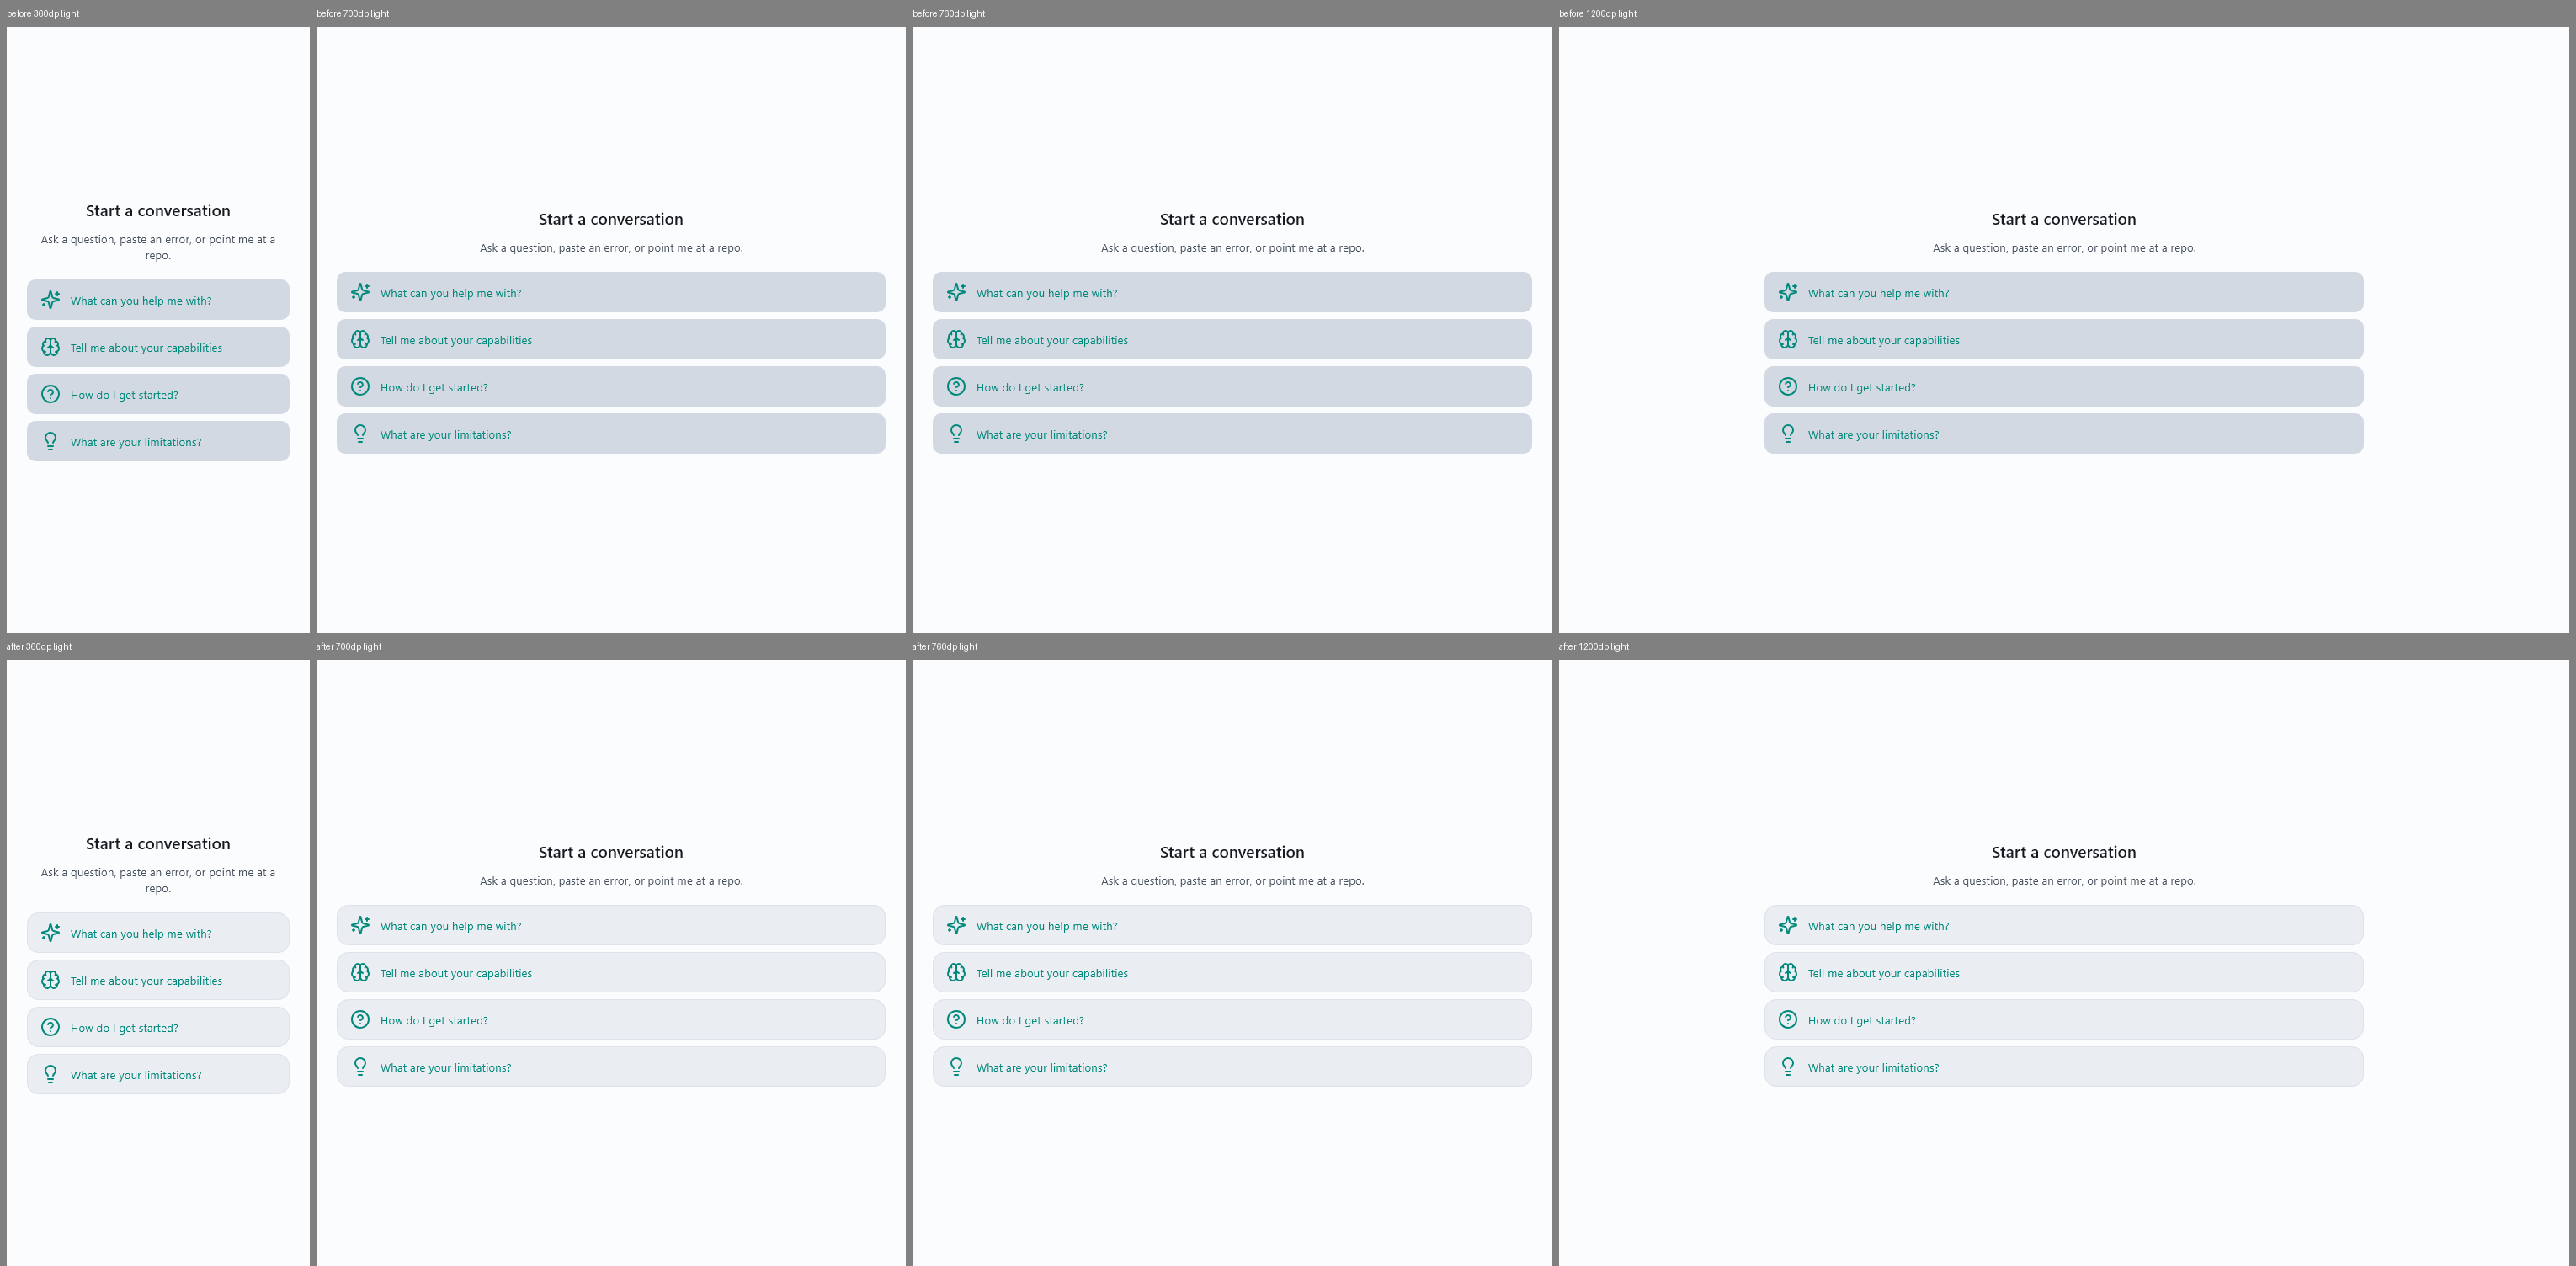 before 360dp light
Start a conversation
Ask a question, paste an error, or point me at a
repo.
What can you help me with?
Tell me about your capabilities
How do I get started?
What are your limitations?
before 700dp light
Start a conversation
Ask a question, paste an error, or point me at a repo.
What can you help me with?
Tell me about your capabilities
How do I get started?
What are your limitations?
before 760dp light
Start a conversation
Ask a question, paste an error, or point me at a repo.
What can you help me with?
Tell me about your capabilities
How do I get started?
What are your limitations?
before 1200dp light
Start a conversation
Ask a question, paste an error, or point me at a repo.
What can you help me with?
Tell me about your capabilities
How do I get started?
What are your limitations?
after 360dp light
Start a conversation
Ask a question, paste an error, or point me at a
repo.
What can you help me with?
Tell me about your capabilities
How do I get started?
What are your limitations?
after 700dp light
Start a conversation
Ask a question, paste an error, or point me at a repo.
What can you help me with?
Tell me about your capabilities
How do I get started?
What are your limitations?
after 760dp light
Start a conversation
Ask a question, paste an error, or point me at a repo.
What can you help me with?
Tell me about your capabilities
How do I get started?
What are your limitations?
after 1200dp light
Start a conversation
Ask a question, paste an error, or point me at a repo.
What can you help me with?
Tell me about your capabilities
How do I get started?
What are your limitations?